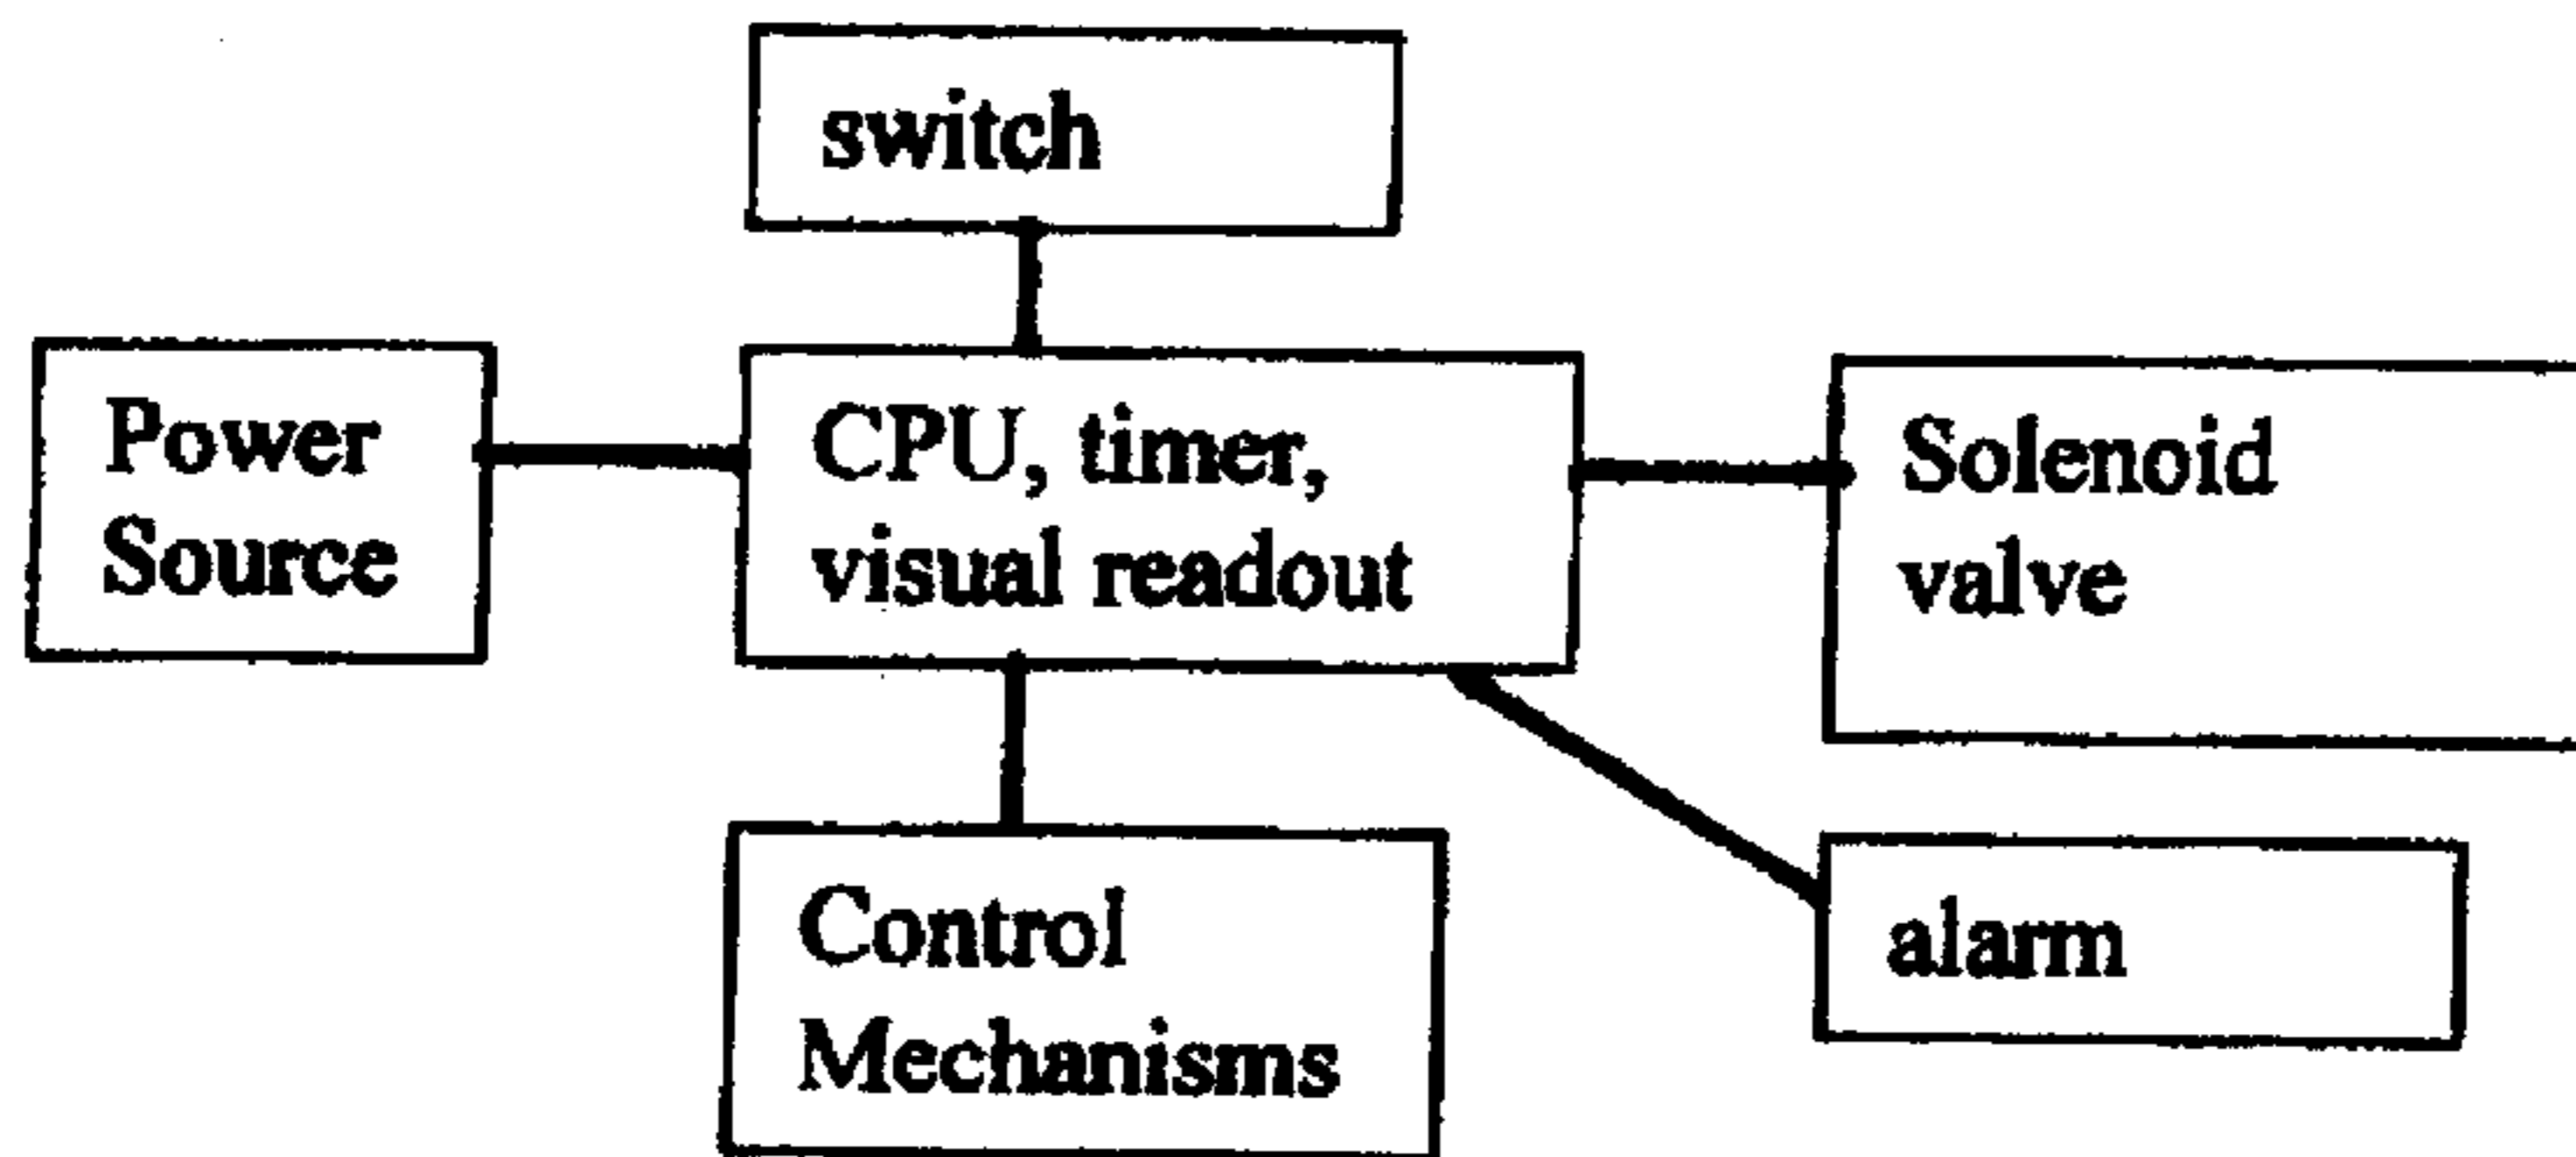 switch
Power
Source
CPU, timer,
visual readout
Solenoid
valve
Control
Mechanisms
alarm